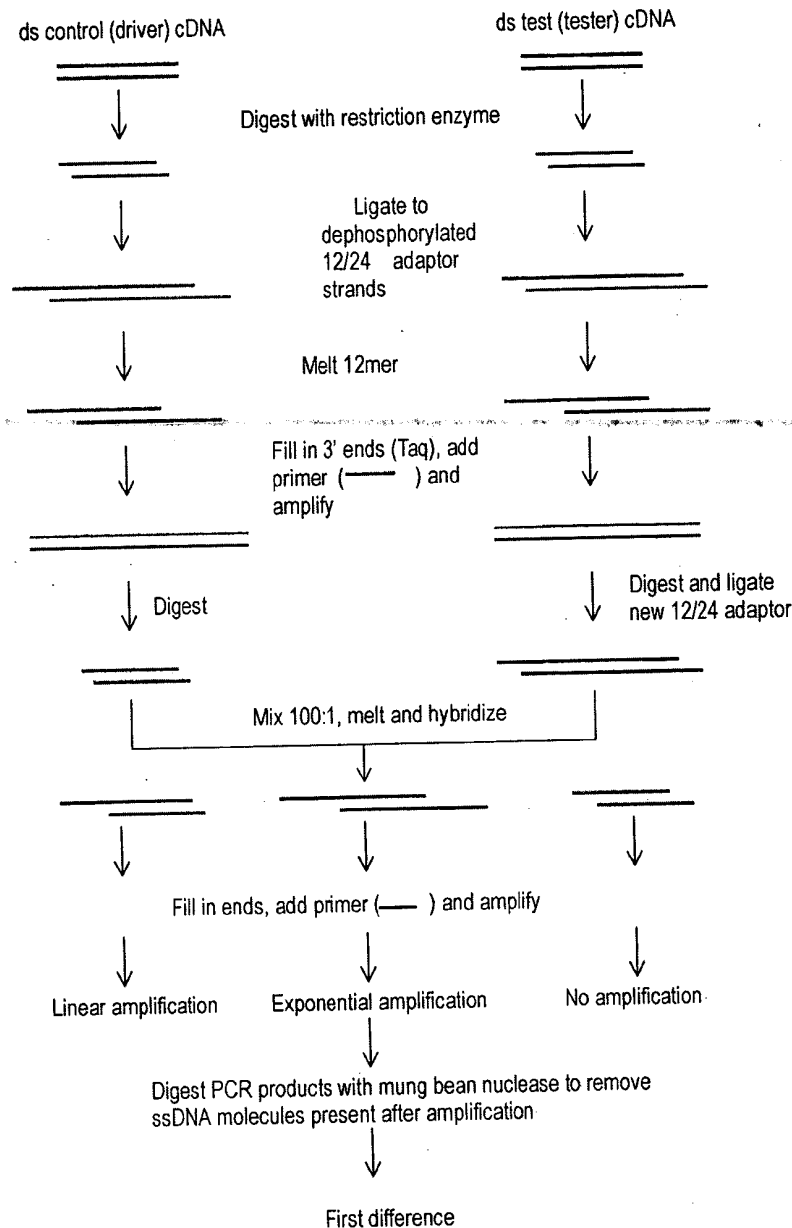 ds control (driver) cDNA
ds test (tester) cDNA
Digest with restriction enzyme
Ligate to
dephosphorylated
12/24 adaptor
strands
Melt 12mer
Fill in 3' ends (Taq), add
primer ( ) and
amplify
Digest
Digest and ligate
new 12/24 adaptor
Mix 100:1, melt and hybridize
Fill in ends, add primer ( ) and amplify
Linear amplification
Exponential amplification
No amplification
Digest PCR products with mung bean nuclease to remove
ssDNA molecules present after amplification
First difference